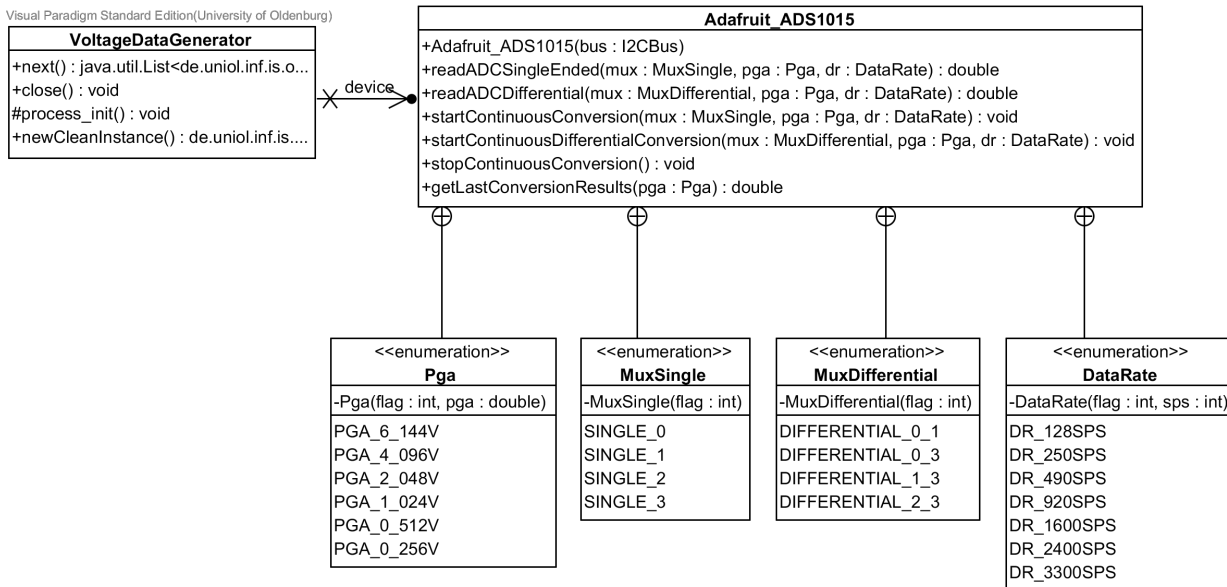 Visual Paradigm Standard Edition(University of Oldenburg)
VoltageDataGenerator
+next() : java.util.List<de.uniol.inf.is.o...
+close() : void
#process_init() : void
+newCleanInstance() : de.uniol.inf.is....
device
Adafruit_ADS1015
+Adafruit_ADS1015(bus : I2CBus)
+readADCSingleEnded(mux : MuxSingle, pga : Pga, dr : DataRate) : double
+readADCDifferential(mux : MuxDifferential, pga : Pga, dr : DataRate) : double
+startContinuousConversion(mux : MuxSingle, pga : Pga, dr : DataRate) : void
+startContinuousDifferentialConversion(mux : MuxDifferential, pga : Pga, dr : DataRate) : void
+stopContinuousConversion() : void
+getLastConversionResults(pga : Pga) : double
<<enumeration>>
Pga
-Pga(flag : int, pga : double)
PGA_6_144V
PGA_4_096V
PGA_2_048V
PGA_1_024V
PGA_0_512V
PGA_0_256V
<<enumeration>>
MuxSingle
-MuxSingle(flag : int)
SINGLE_0
SINGLE_1
SINGLE_2
SINGLE_3
<<enumeration>>
MuxDifferential
-MuxDifferential(flag : int)
DIFFERENTIAL_0_1
DIFFERENTIAL_0_3
DIFFERENTIAL_1_3
DIFFERENTIAL_2_3
<<enumeration>>
DataRate
-DataRate(flag : int, sps : int)
DR_128SPS
DR_250SPS
DR_490SPS
DR_920SPS
DR_1600SPS
DR_2400SPS
DR_3300SPS